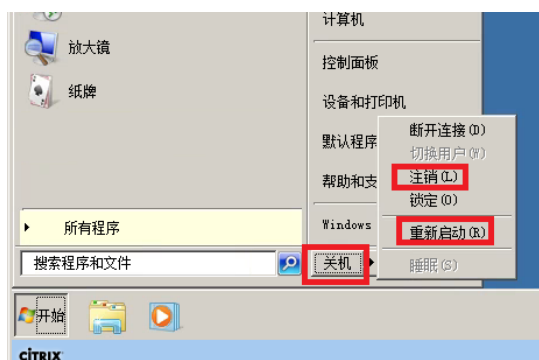 计算机
放大镜
控制面板
纸牌
设备和打印机
默认程序
断开连接(D)
切换用户(W)
帮助和支
注销(L)
锁定(O)
所有程序
Windows
重新启动(R)
搜索程序和文件
关机
睡眠(S)
开始
CİTRIX